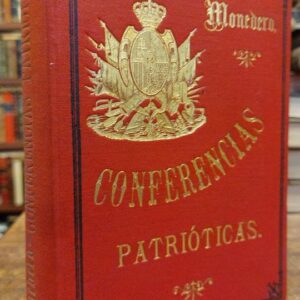 Monedero,
CONFERENCIAS
PATRIÓTICAS.